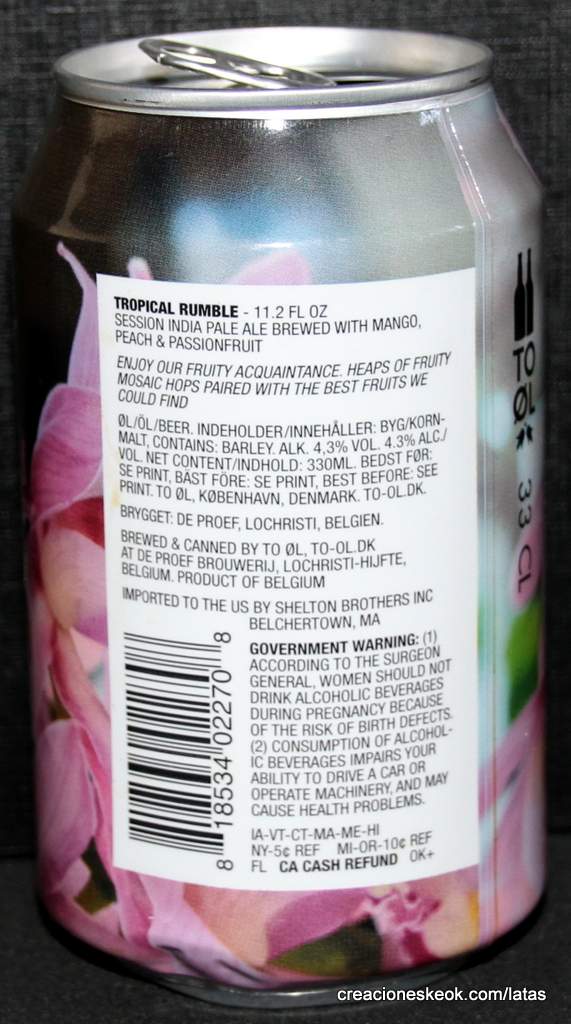 TROPICAL RUMBLE - 11.2 FL OZ
SESSION INDIA PALE ALE BREWED WITH MANGO,
PEACH & PASSIONFRUIT
ENJOY OUR FRUITY ACQUAINTANCE. HEAPS OF FRUITY
MOSAIC HOPS PAIRED WITH THE BEST FRUITS WE
COULD FIND
ØL/ÖL/BEER. INDEHOLDER/INNEHÅLLER: BYG/KORN-
MALT, CONTAINS: BARLEY. ALK. 4,3% VOL. 4.3% ALC./
VOL. NET CONTENT/INDHOLD: 330ML. BEDST FØR:
SE PRINT, BÄST FÖRE: SE PRINT, BEST BEFORE: SEE
PRINT. TO ØL, KØBENHAVN, DENMARK. TO-OL.DK.
BRYGGET: DE PROEF, LOCHRISTI, BELGIEN.
BREWED & CANNED BY TO ØL, TO-OL.DK
AT DE PROEF BROUWERIJ, LOCHRISTI-HIJFTE,
BELGIUM. PRODUCT OF BELGIUM
IMPORTED TO THE US BY SHELTON BROTHERS INC
BELCHERTOWN, MA
8 18534 02270 8
GOVERNMENT WARNING: (1)
ACCORDING TO THE SURGEON
GENERAL, WOMEN SHOULD NOT
DRINK ALCOHOLIC BEVERAGES
DURING PREGNANCY BECAUSE
OF THE RISK OF BIRTH DEFECTS.
(2) CONSUMPTION OF ALCOHOL-
IC BEVERAGES IMPAIRS YOUR
ABILITY TO DRIVE A CAR OR
OPERATE MACHINERY, AND MAY
CAUSE HEALTH PROBLEMS.
IA-VT-CT-MA-ME-HI
NY-5¢ REF MI-OR-10¢ REF
FL CA CASH REFUND OK+
TO
ØL
33 CL
creacioneskeok.com/latas